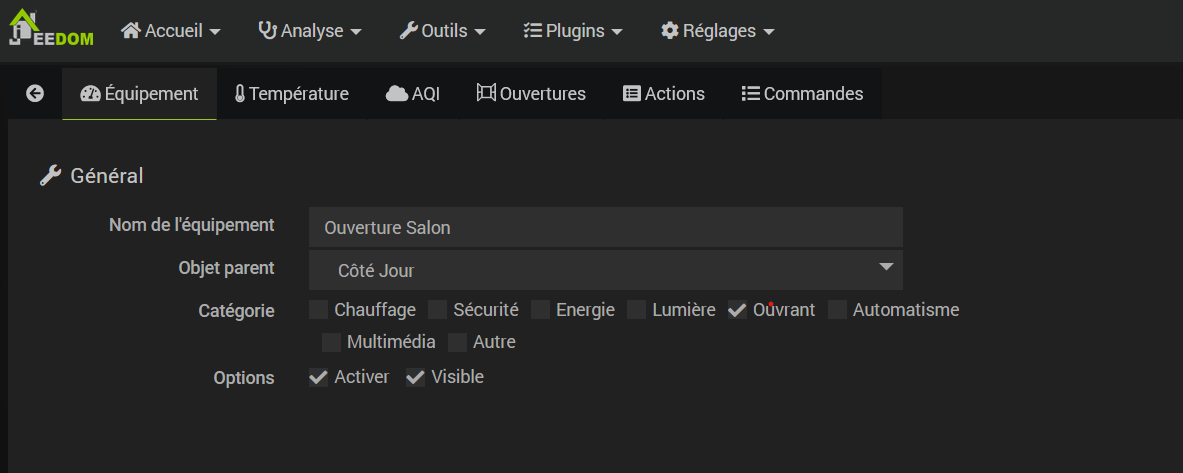 JEEDOM Accueil Analyse Outils Plugins Réglages
Équipement Température AQI Ouvertures Actions Commandes
Général
Nom de l'équipement Ouverture Salon
Objet parent Côté Jour
Catégorie Chauffage Sécurité Energie Lumière Ouvrant Automatisme
Multimédia Autre
Options Activer Visible